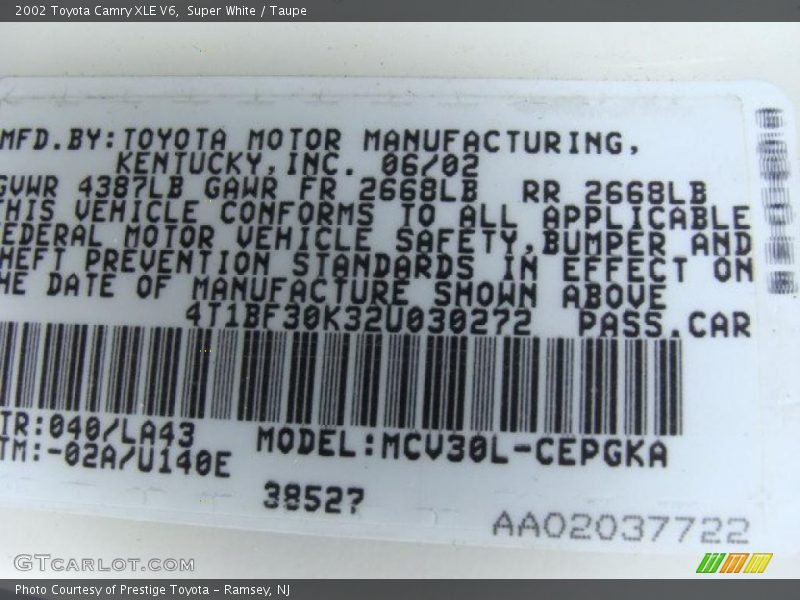 2002 Toyota Camry XLE V6, Super White / Taupe
MFD.BY:TOYOTA MOTOR MANUFACTURING,
KENTUCKY,INC. 06/02
GVWR 4387LB GAWR FR 2668LB RR 2668LB
THIS VEHICLE CONFORMS TO ALL APPLICABLE
FEDERAL MOTOR VEHICLE SAFETY,BUMPER AND
THEFT PREVENTION STANDARDS IN EFFECT ON
HE DATE OF MANUFACTURE SHOWN ABOVE
4T1BF30K32U030272 PASS.CAR
TR:040/LA43
TM:-02A/U140E
MODEL:MCV30L-CEPGKA
38527
AA02037722
GTCARLOT.COM
Photo Courtesy of Prestige Toyota - Ramsey, NJ